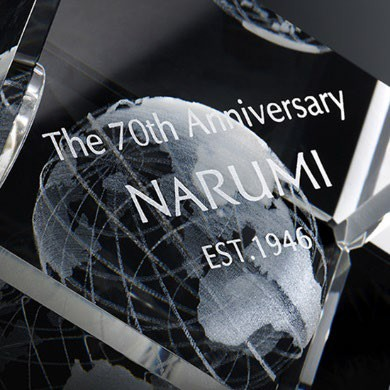 The 70th Anniversary
NARUMI
EST.1946